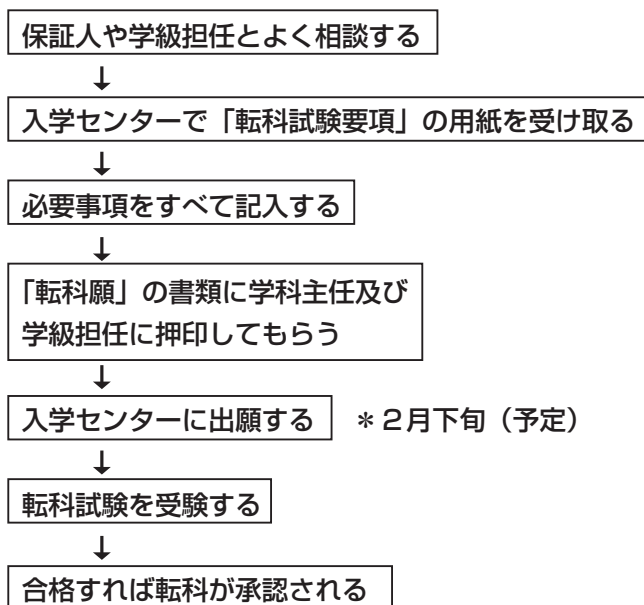 保証人や学級担任とよく相談する
↓
入学センターで「転科試験要項」の用紙を受け取る
↓
必要事項をすべて記入する
↓
「転科願」の書類に学科主任及び
学級担任に押印してもらう
↓
入学センターに出願する ＊２月下旬（予定）
↓
転科試験を受験する
↓
合格すれば転科が承認される